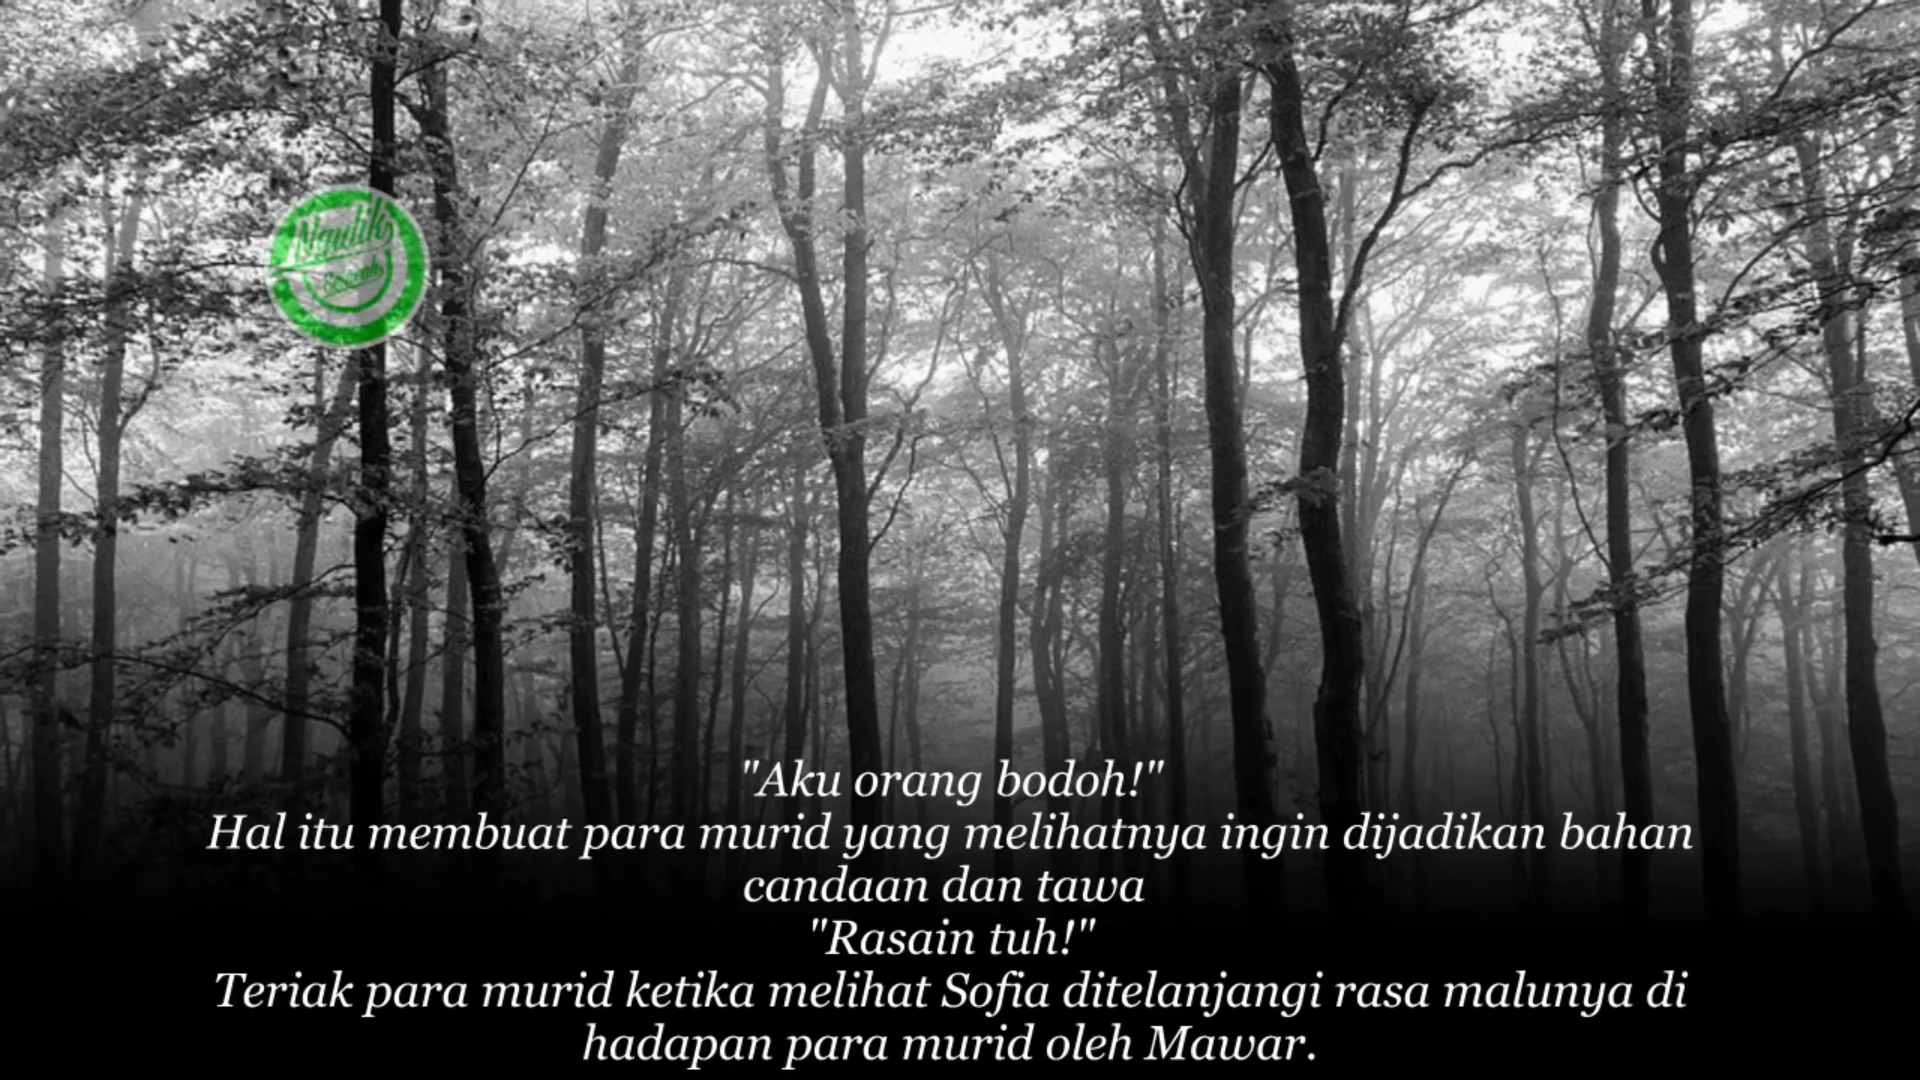 Ngulik
"Aku orang bodoh!"
Hal itu membuat para murid yang melihatnya ingin dijadikan bahan
candaan dan tawa
"Rasain tuh!"
Teriak para murid ketika melihat Sofia ditelanjangi rasa malunya di
hadapan para murid oleh Mawar.